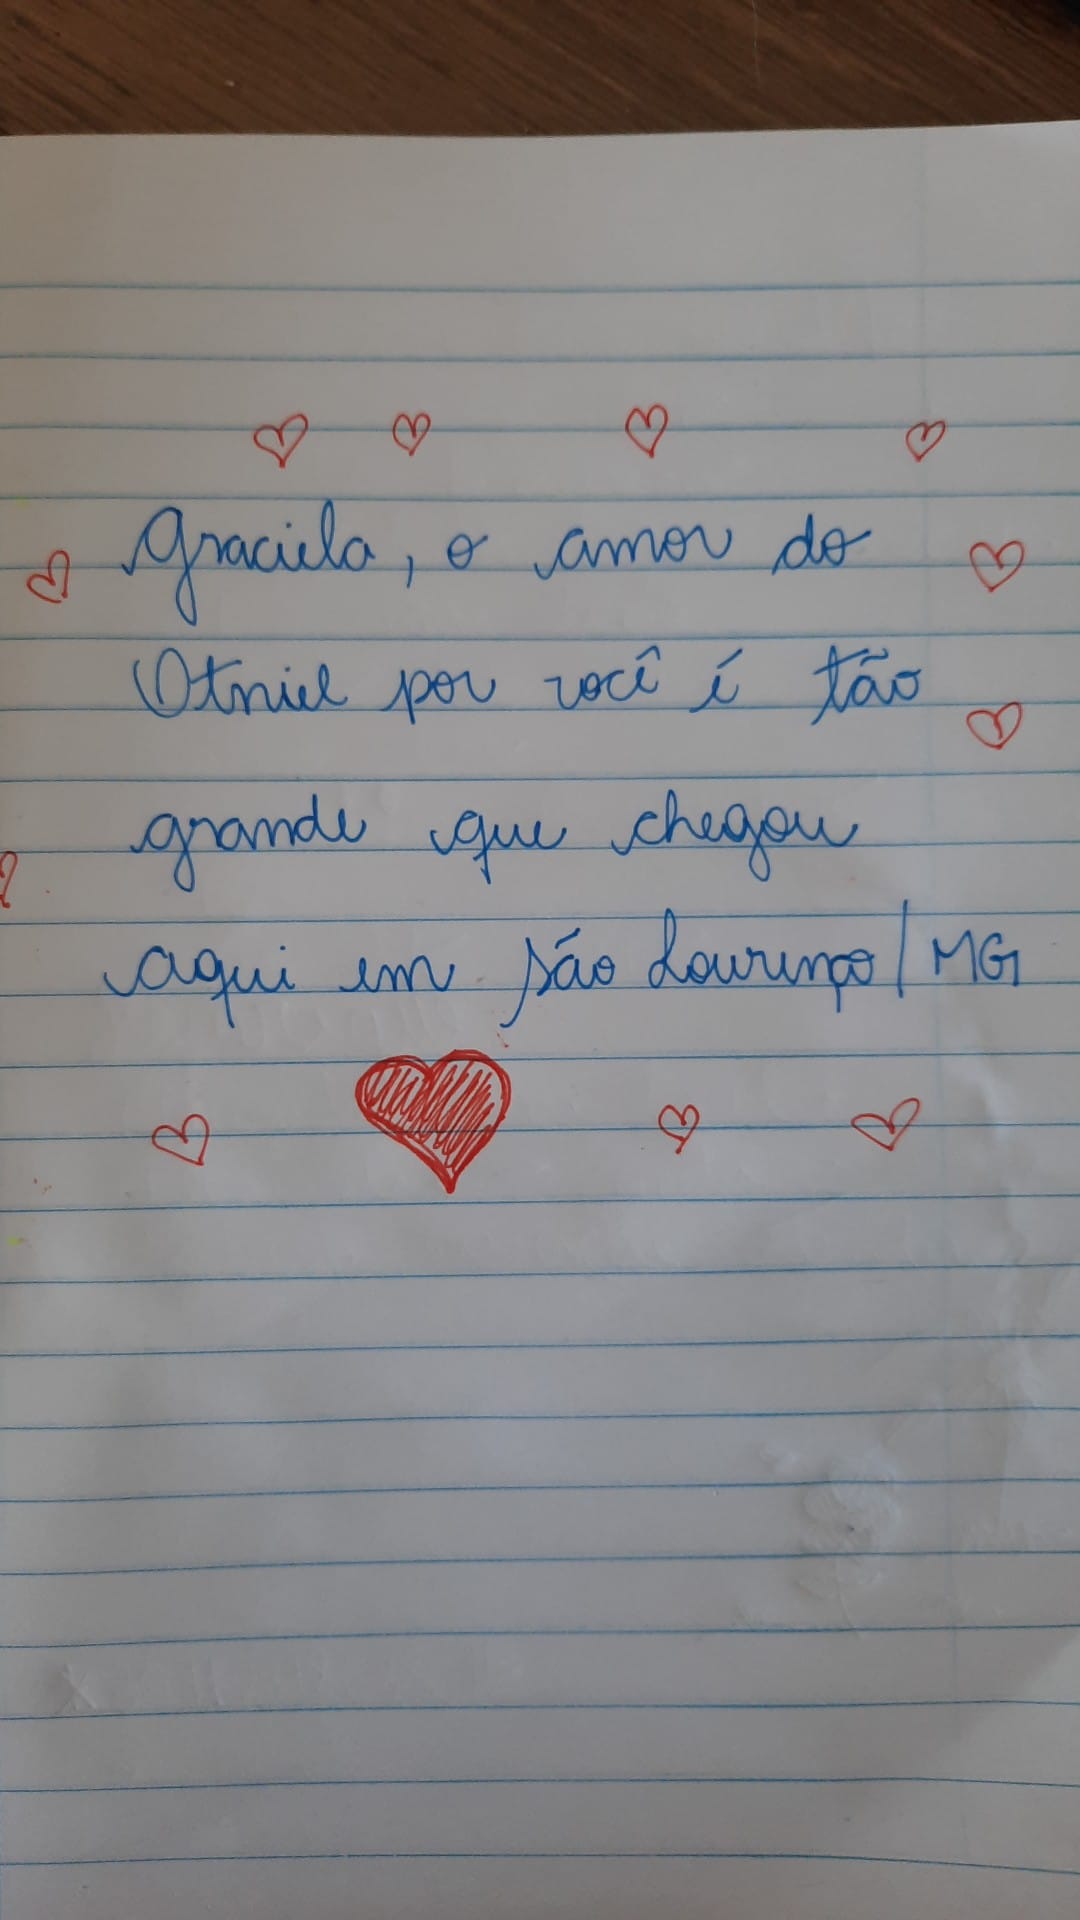 Graciela, o amor do
Otniel por você é tão
grande que chegou
aqui em São Lourenço/MG